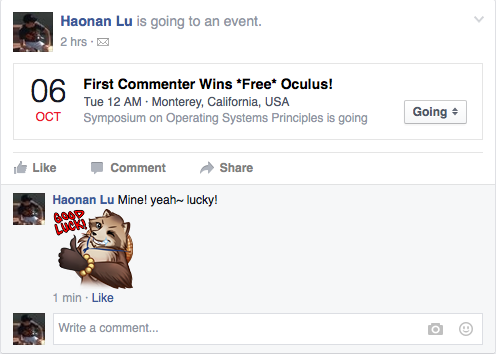 Haonan Lu is going to an event.
2 hrs ·
06
OCT
First Commenter Wins *Free* Oculus!
Tue 12 AM · Monterey, California, USA
Symposium on Operating Systems Principles is going
Going
Like Comment Share
Haonan Lu Mine! yeah~ lucky!
GOOD
LUCK!
1 min · Like
Write a comment...